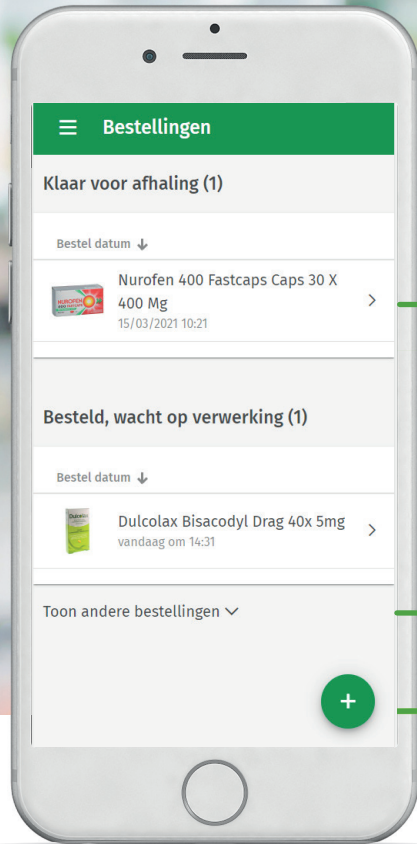 Bestellingen
Klaar voor afhaling (1)
Bestel datum
Nurofen 400 Fastcaps Caps 30 X
400 Mg
15/03/2021 10:21
NUROFEN
Besteld, wacht op verwerking (1)
Bestel datum
Dulcolax Bisacodyl Drag 40x 5mg
vandaag om 14:31
Dulcolax
Toon andere bestellingen
+